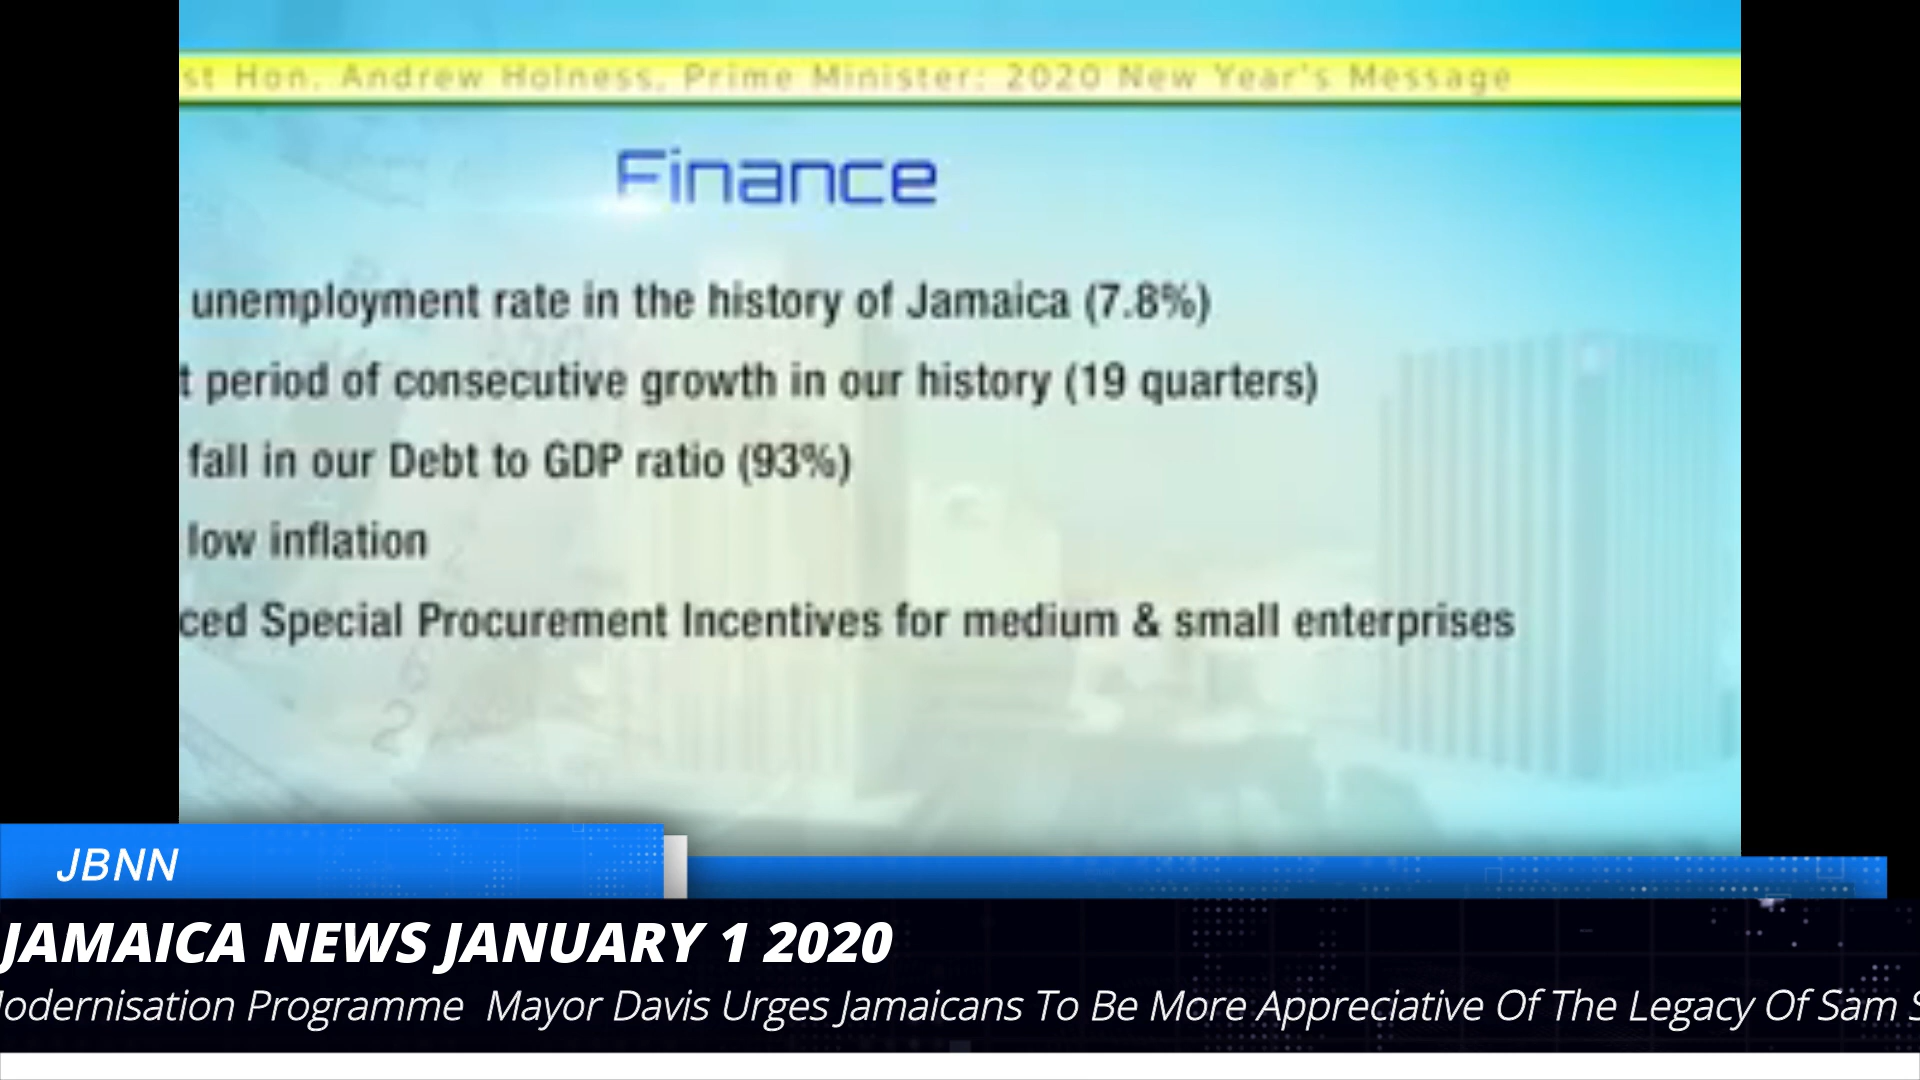 st Hon. Andrew Holness, Prime Minister: 2020 New Year's Message
Finance
unemployment rate in the history of Jamaica (7.8%)
t period of consecutive growth in our history (19 quarters)
fall in our Debt to GDP ratio (93%)
low inflation
ced Special Procurement Incentives for medium & small enterprises
2
JBNN
JAMAICA NEWS JANUARY 1 2020
odernisation Programme Mayor Davis Urges Jamaicans To Be More Appreciative Of The Legacy Of Sam S